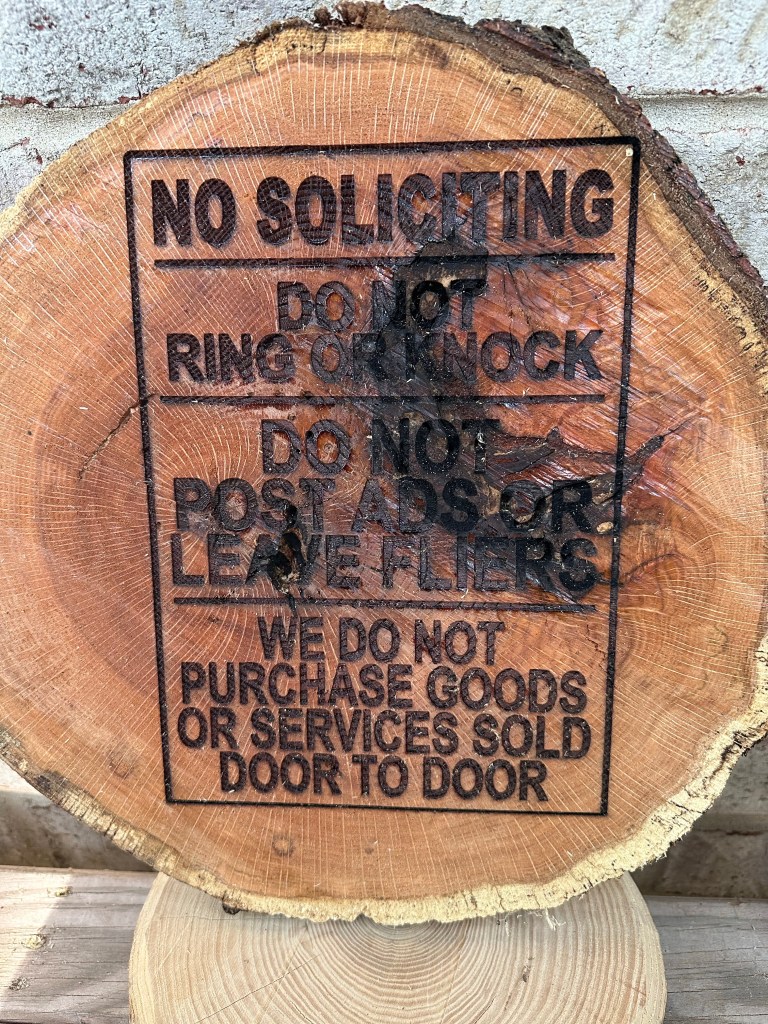 NO SOLICITING
DO NOT
RING OR KNOCK
DO NOT
POST ADS OR
LEAVE FLIERS
WE DO NOT
PURCHASE GOODS
OR SERVICES SOLD
DOOR TO DOOR